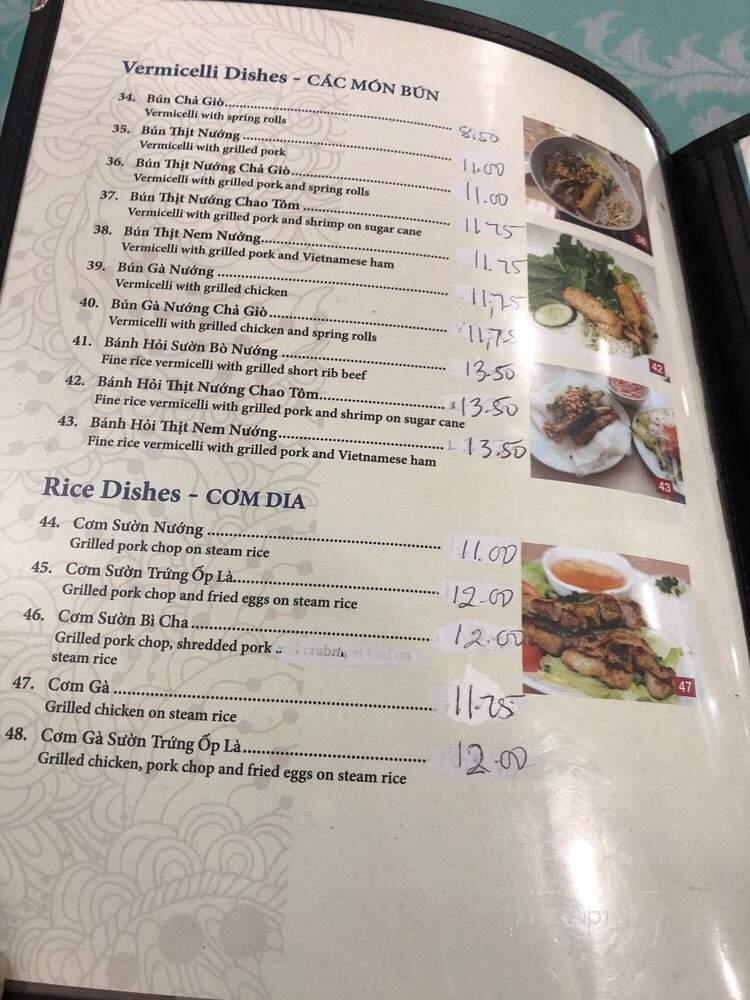 Vermicelli Dishes - CÁC MÓN BÚN
34. Bún Chả Giò 8.50
Vermicelli with spring rolls
35. Bún Thịt Nướng 11.00
Vermicelli with grilled pork
36. Bún Thịt Nướng Chả Giò 11.00
Vermicelli with grilled pork and spring rolls
37. Bún Thịt Nướng Chao Tôm 11.75
Vermicelli with grilled pork and shrimp on sugar cane
38. Bún Thịt Nem Nướng 11.75
Vermicelli with grilled pork and Vietnamese ham
39. Bún Gà Nướng 11,75
Vermicelli with grilled chicken
40. Bún Gà Nướng Chả Giò 11,75
Vermicelli with grilled chicken and spring rolls
41. Bánh Hỏi Sườn Bò Nướng 13.50
Fine rice vermicelli with grilled short rib beef
42. Bánh Hỏi Thịt Nướng Chao Tôm 13.50
Fine rice vermicelli with grilled pork and shrimp on sugar cane
43. Bánh Hỏi Thịt Nem Nướng 13.50
Fine rice vermicelli with grilled pork and Vietnamese ham
Rice Dishes - CƠM DIA
44. Cơm Sườn Nướng 11.00
Grilled pork chop on steam rice
45. Cơm Sườn Trứng Ốp Là 12.00
Grilled pork chop and fried eggs on steam rice
46. Cơm Sườn Bì Cha 12.00
Grilled pork chop, shredded pork .. loaf on
steam rice
47. Cơm Gà 11.75
Grilled chicken on steam rice
48. Cơm Gà Sườn Trứng Ốp Là 12.00
Grilled chicken, pork chop and fried eggs on steam rice
36
42
43
47